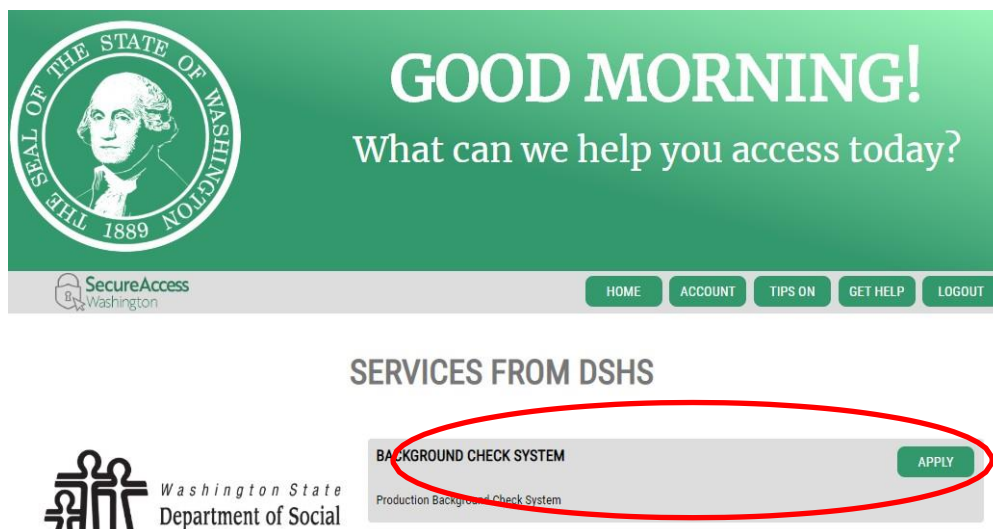 THE SEAL OF THE STATE OF WASHINGTON
1889
GOOD MORNING!
What can we help you access today?
SecureAccess
Washington
HOME
ACCOUNT
TIPS ON
GET HELP
LOGOUT
SERVICES FROM DSHS
BACKGROUND CHECK SYSTEM
APPLY
Production Background Check System
Washington State
Department of Social